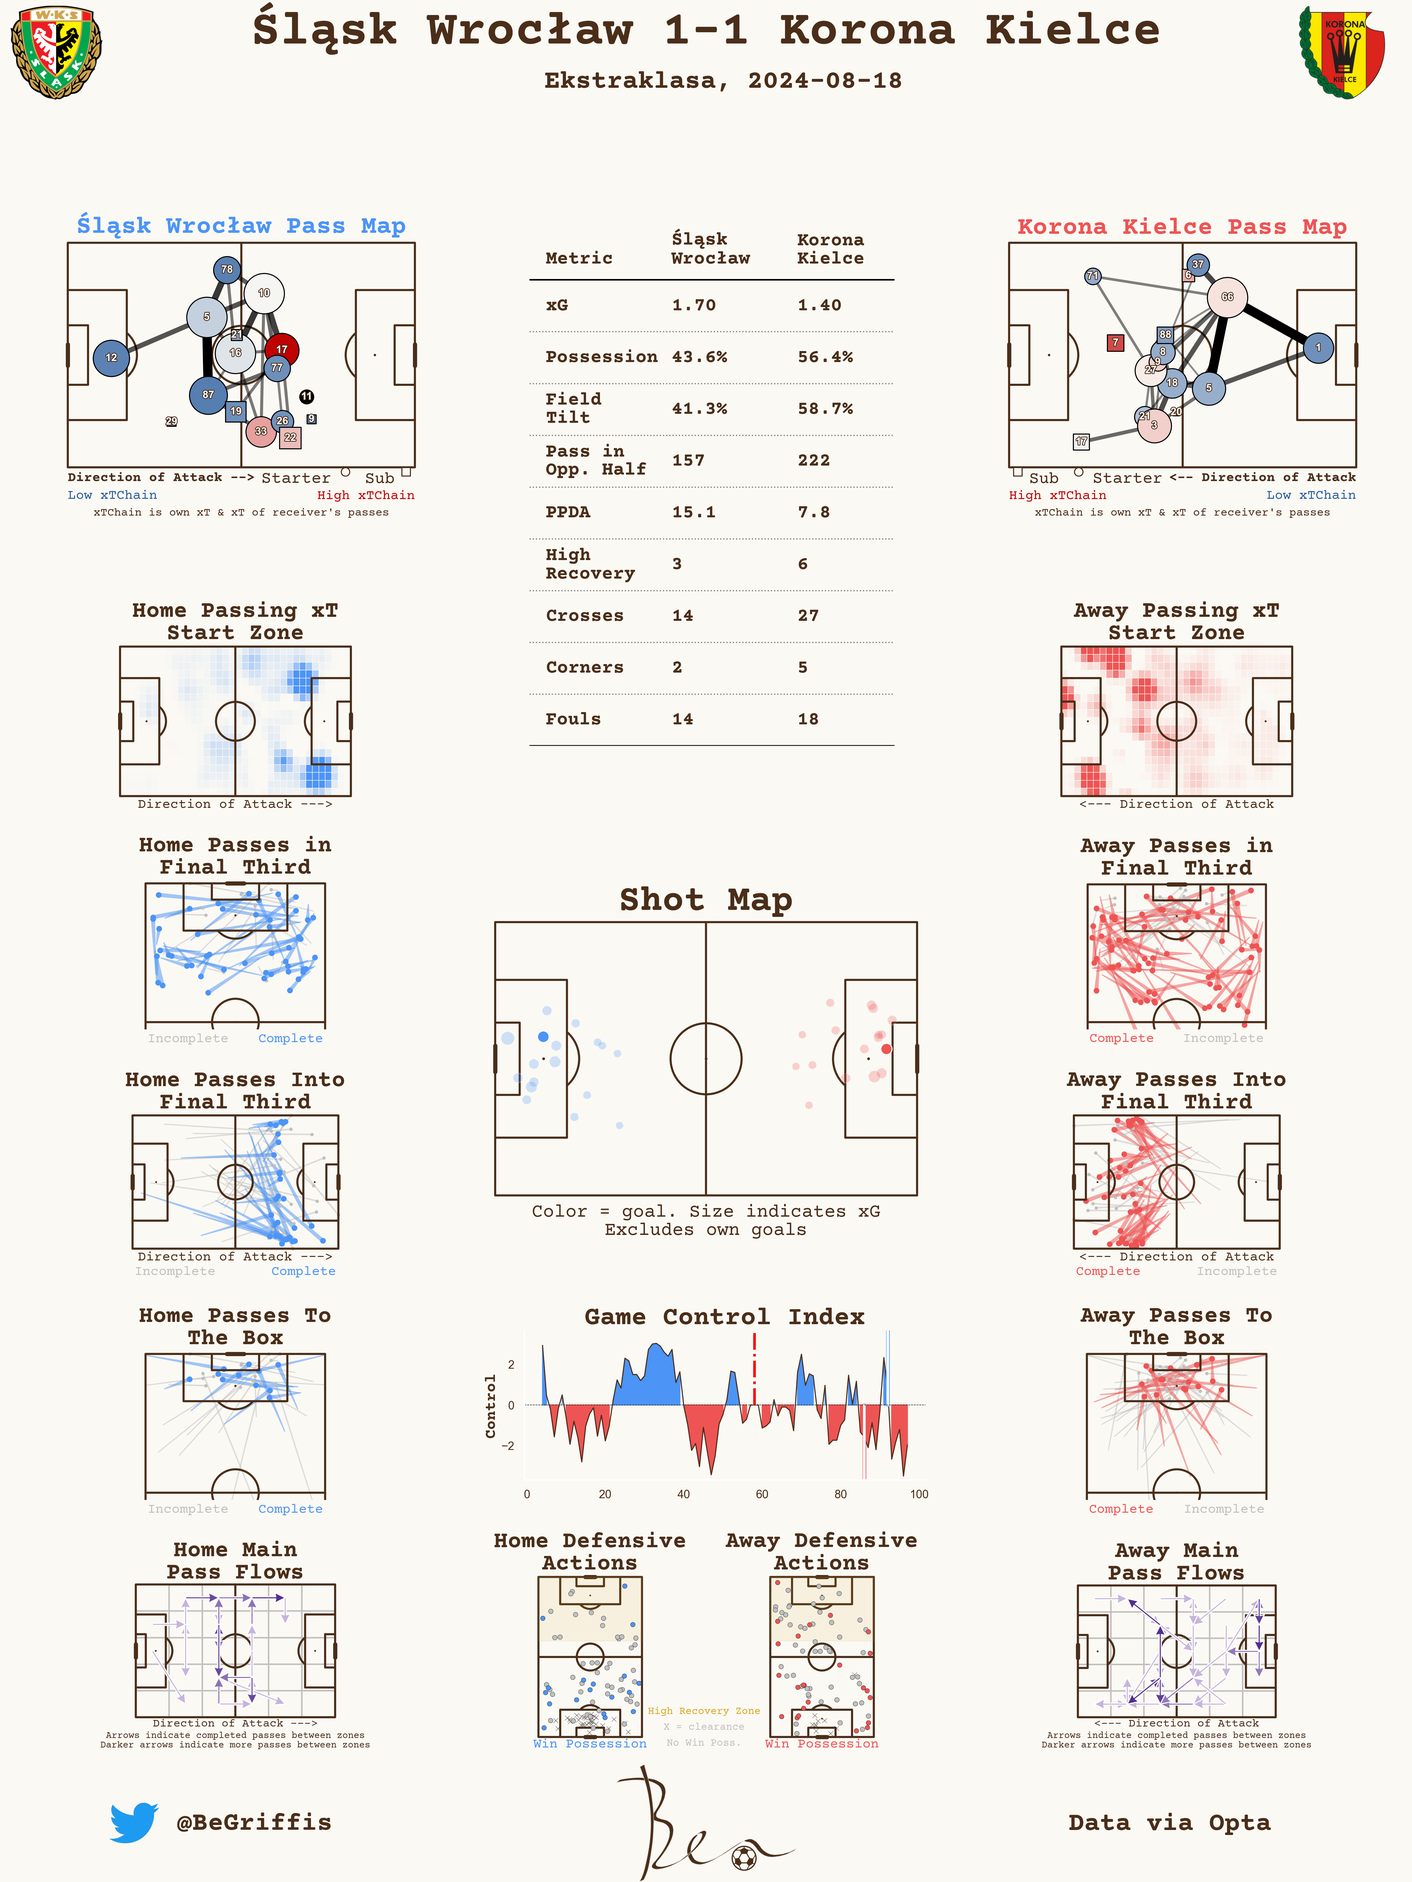 Śląsk Wrocław 1-1 Korona Kielce
Ekstraklasa, 2024-08-18
W·K·S
ŚLĄSK
KORONA
KIELCE
Śląsk Wrocław Pass Map
78
10
5
21
16
17
12
77
87
11
19
9
29
26
33
22
Direction of Attack --> Starter Sub
Low xTChain High xTChain
xTChain is own xT & xT of receiver's passes
Metric Śląsk Wrocław Korona Kielce
xG 1.70 1.40
Possession 43.6% 56.4%
Field Tilt 41.3% 58.7%
Pass in Opp. Half 157 222
PPDA 15.1 7.8
High Recovery 3 6
Crosses 14 27
Corners 2 5
Fouls 14 18
Korona Kielce Pass Map
37
6
71
66
88
7
8
1
9
27
18
5
21
20
3
17
Sub Starter <-- Direction of Attack
High xTChain Low xTChain
xTChain is own xT & xT of receiver's passes
Home Passing xT
Start Zone
Direction of Attack --->
Away Passing xT
Start Zone
<--- Direction of Attack
Home Passes in
Final Third
Incomplete Complete
Away Passes in
Final Third
Complete Incomplete
Shot Map
Color = goal. Size indicates xG
Excludes own goals
Home Passes Into
Final Third
Direction of Attack --->
Incomplete Complete
Away Passes Into
Final Third
<--- Direction of Attack
Complete Incomplete
Home Passes To
The Box
Incomplete Complete
Game Control Index
Control
2
0
−2
0 20 40 60 80 100
Away Passes To
The Box
Complete Incomplete
Home Main
Pass Flows
Direction of Attack --->
Arrows indicate completed passes between zones
Darker arrows indicate more passes between zones
Home Defensive
Actions
Win Possession
High Recovery Zone
X = clearance
No Win Poss.
Away Defensive
Actions
Win Possession
Away Main
Pass Flows
<--- Direction of Attack
Arrows indicate completed passes between zones
Darker arrows indicate more passes between zones
@BeGriffis
Ben
Data via Opta